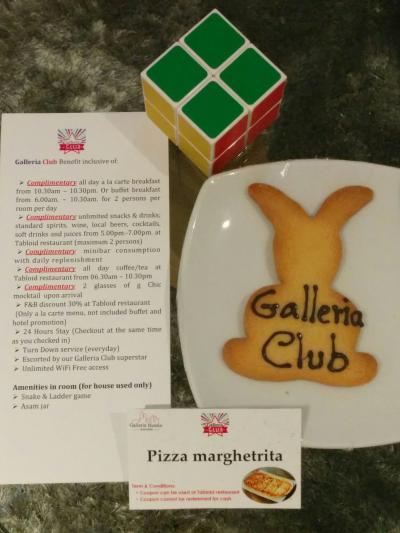 CLUB
Galleria Club Benefit inclusive of:
➢ Complimentary all day a la carte breakfast
from 10.30am – 10.30pm. Or buffet breakfast
from 6.00am. – 10.30am. for 2 persons per
room per day
➢ Complimentary unlimited snacks & drinks;
standard spirits, wine, local beers, cocktails,
soft drinks and juices from 5.00pm.-7.00pm. at
Tabloid restaurant (maximum 2 persons)
➢ Complimentary minibar consumption
with daily replenishment
➢ Complimentary all day coffee/tea at
Tabloid restaurant from 06.30am – 10.30pm
➢ Complimentary 2 glasses of g Chic
mocktail upon arrival
➢ F&B discount 30% at Tabloid restaurant
(Only a la carte menu, not included buffet and
hotel promotion)
➢ 24 Hours Stay (Checkout at the same time
as you checked in)
➢ Turn Down service (everyday)
➢ Escorted by our Galleria Club superstar
➢ Unlimited WiFi Free access
Amenities in room (for house used only)
➢ Snake & Ladder game
➢ Asam jar
Galleria
Club
CLUB
Pizza marghetrita
Term & Conditions:
• Coupon can be used at Tabloid restaurant
• Coupon cannot be redeemed for cash